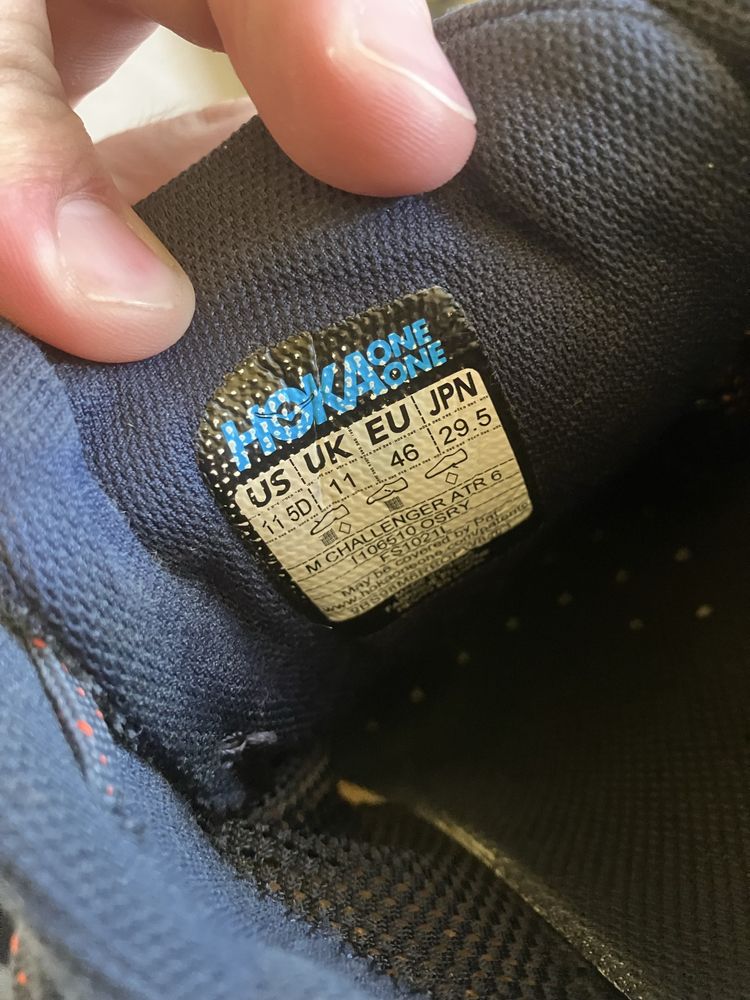 HOKA ONE ONE
US UK EU JPN
11.5D 11 46 29.5
M CHALLENGER ATR 6
1106510 OSRY
FS1021L
May be covered by Pat.